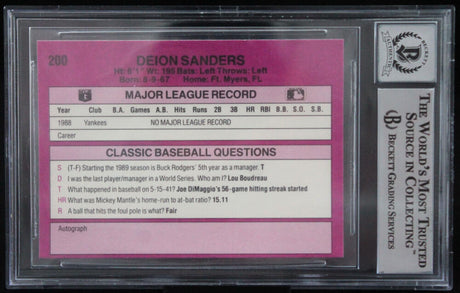 200
DEION SANDERS
Ht: 6'1" Wt: 195 Bats: Left Throws: Left
Born: 8-9-67 Home: Ft. Myers, FL
MAJOR LEAGUE RECORD
Year Club B.A. Games A.B. Hits Runs 2B 3B HR RBI B.B. S.O. S.B.
1988 Yankees NO MAJOR LEAGUE RECORD
Career
CLASSIC BASEBALL QUESTIONS
S (T-F) Starting the 1989 season is Buck Rodgers' 5th year as a manager. T
D I was the last player/manager in a World Series. Who am I? Lou Boudreau
T What happened in baseball on 5-15-41? Joe DiMaggio's 56-game hitting streak started
HR What was Mickey Mantle's home-run to at-bat ratio? 15.11
R A ball that hits the foul pole is what? Fair
Autograph
BECKETT
AUTHENTIC
THE WORLD'S MOST TRUSTED
SOURCE IN COLLECTING™
BECKETT GRADING SERVICES